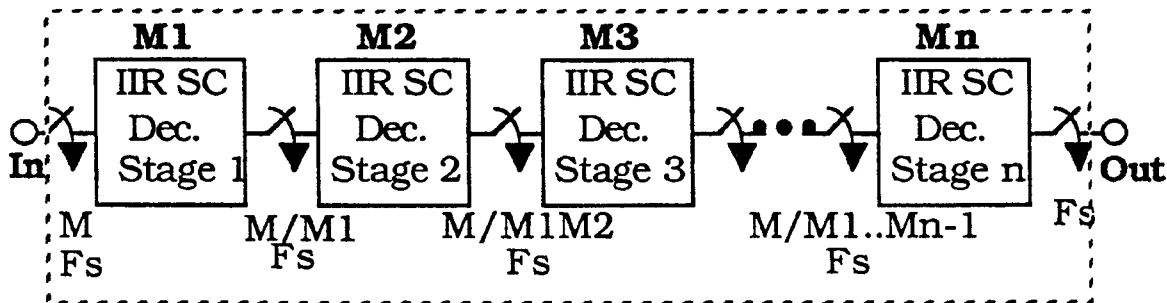 M1 M2 M3 Mn
IIR SC IIR SC IIR SC IIR SC
Dec. Dec. Dec. Dec.
Stage 1 Stage 2 Stage 3 Stage n
In Out
M M/M1 M/M1M2 M/M1..Mn-1 Fs
Fs Fs Fs Fs